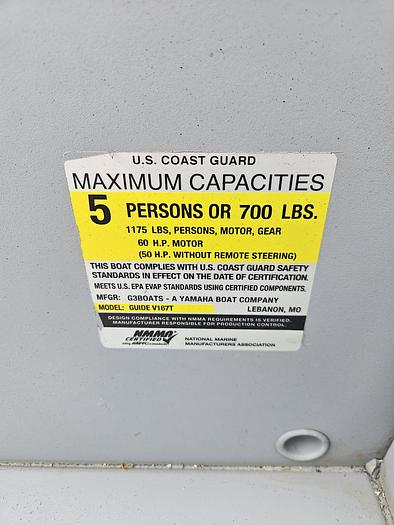 U.S. COAST GUARD
MAXIMUM CAPACITIES
5 PERSONS OR 700 LBS.
1175 LBS, PERSONS, MOTOR, GEAR
60 H.P. MOTOR
(50 H.P. WITHOUT REMOTE STEERING)
THIS BOAT COMPLIES WITH U.S. COAST GUARD SAFETY
STANDARDS IN EFFECT ON THE DATE OF CERTIFICATION.
MEETS U.S. EPA EVAP STANDARDS USING CERTIFIED COMPONENTS.
MFGR: G3BOATS - A YAMAHA BOAT COMPANY
MODEL: GUIDE V167T LEBANON, MO
DESIGN COMPLIANCE WITH NMMA REQUIREMENTS IS VERIFIED.
MANUFACTURER RESPONSIBLE FOR PRODUCTION CONTROL.
NMMA
CERTIFIED
NATIONAL MARINE
MANUFACTURERS ASSOCIATION